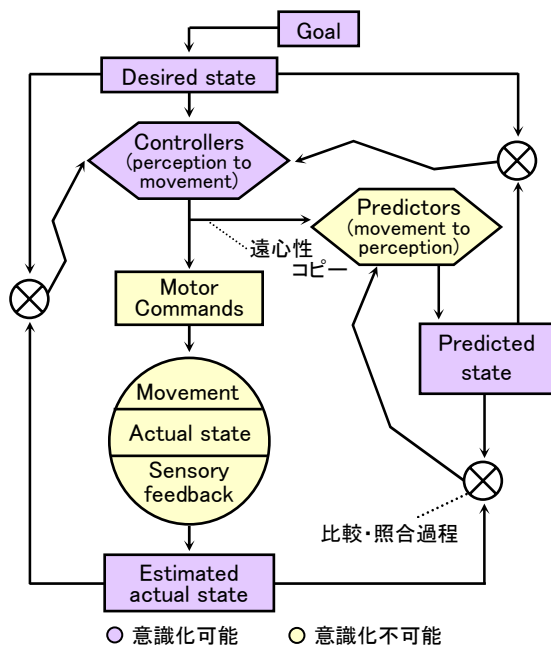 Goal
Desired state
Controllers
(perception to
movement)
Predictors
(movement to
perception)
遠心性
コピー
Motor
Commands
Predicted
state
Movement
Actual state
Sensory
feedback
比較・照合過程
Estimated
actual state
意識化可能
意識化不可能